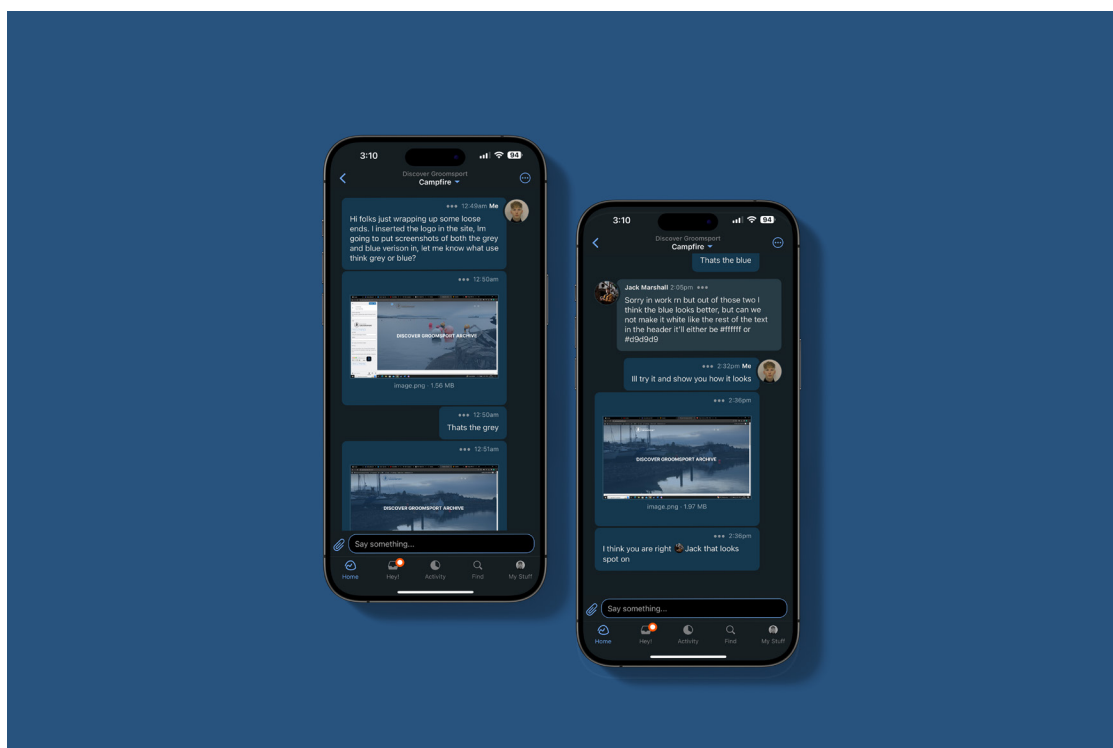 3:10
94
Discover Groomsport
Campfire
12:49am Me
Hi folks just wrapping up some loose
ends. I inserted the logo in the site, Im
going to put screenshots of both the grey
and blue verison in, let me know what use
think grey or blue?
12:50am
DISCOVER GROOMSPORT ARCHIVE
image.png · 1.56 MB
12:50am
Thats the grey
12:51am
DISCOVER GROOMSPORT ARCHIVE
Say something...
Home
Hey!
Activity
Find
My Stuff
3:10
94
Discover Groomsport
Campfire
Thats the blue
Jack Marshall 2:05pm
Sorry in work rn but out of those two I
think the blue looks better, but can we
not make it white like the rest of the text
in the header it'll either be #ffffff or
#d9d9d9
2:32pm Me
Ill try it and show you how it looks
2:36pm
DISCOVER GROOMSPORT ARCHIVE
image.png · 1.97 MB
2:36pm
I think you are right Jack that looks
spot on
Say something...
Home
Hey!
Activity
Find
My Stuff